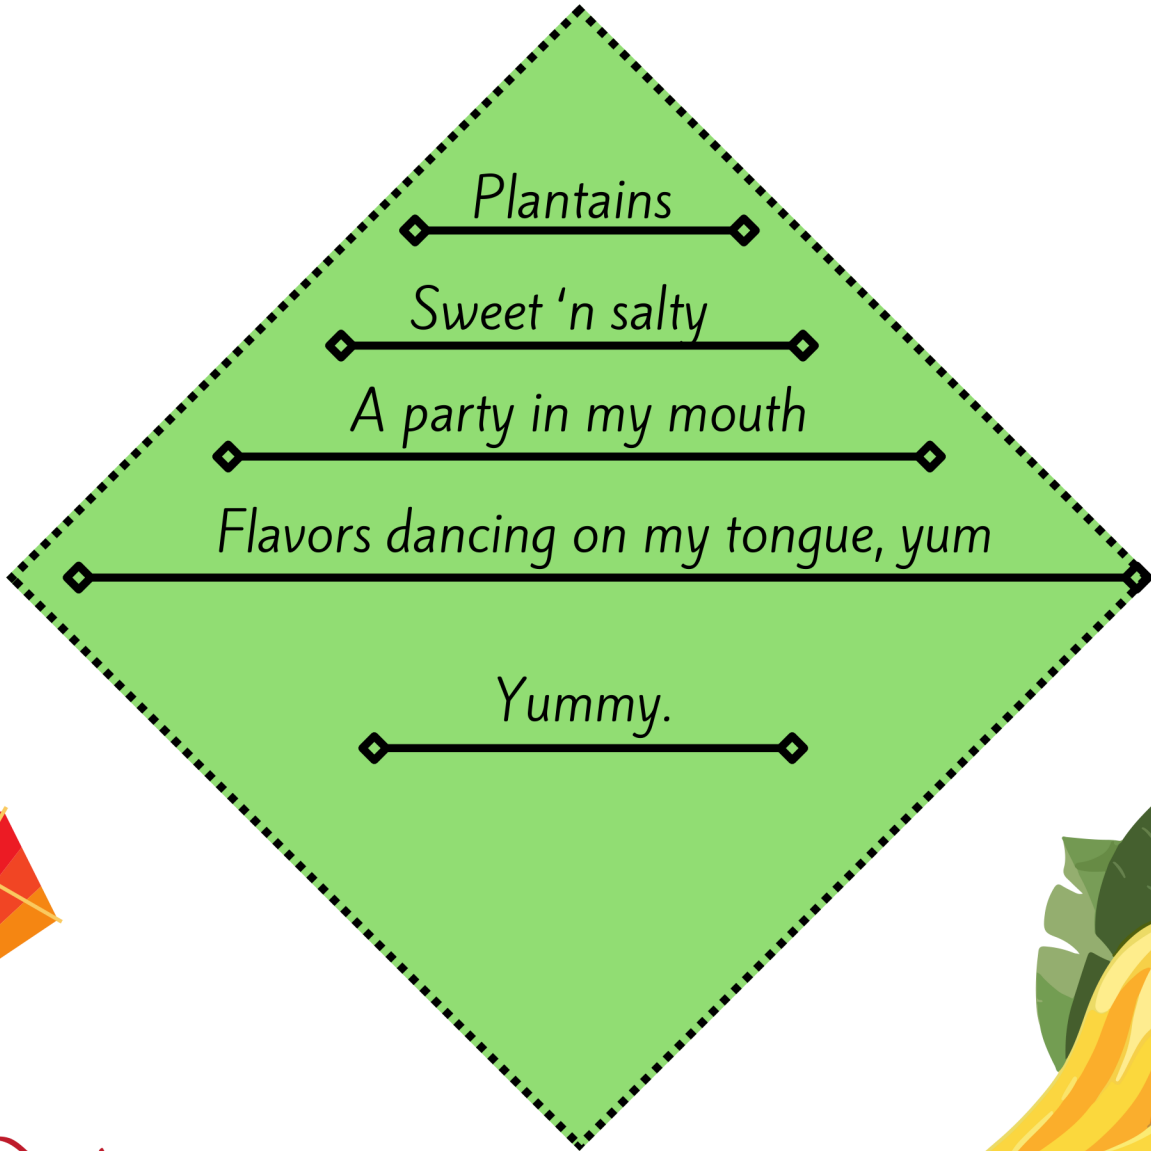 Plantains
Sweet ‘n salty
A party in my mouth
Flavors dancing on my tongue, yum
Yummy.